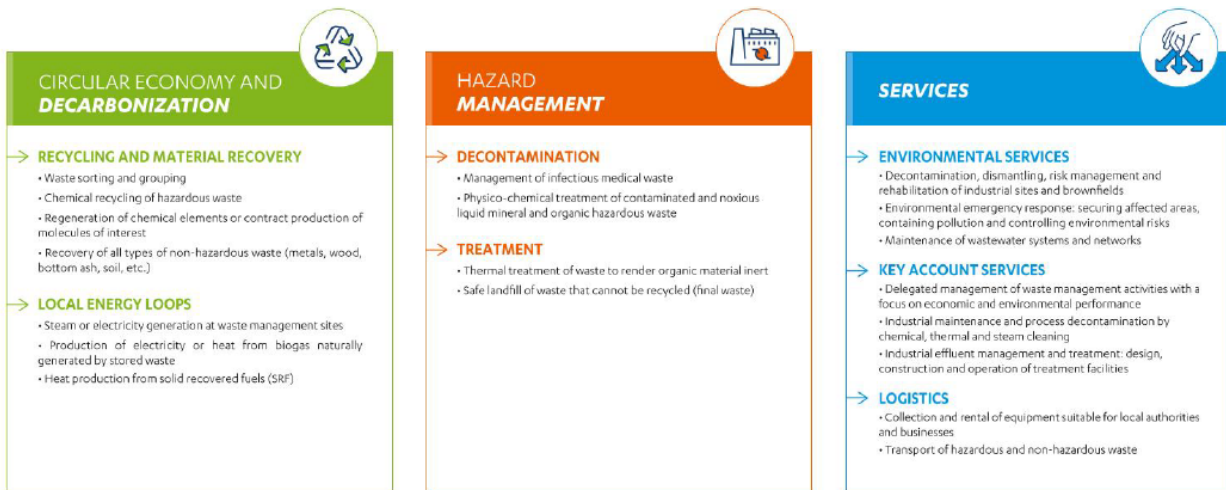 CIRCULAR ECONOMY AND
DECARBONIZATION
RECYCLING AND MATERIAL RECOVERY
• Waste sorting and grouping
• Chemical recycling of hazardous waste
• Regeneration of chemical elements or contract production of
molecules of interest
• Recovery of all types of non-hazardous waste (metals, wood,
bottom ash, soil, etc.)
LOCAL ENERGY LOOPS
• Steam or electricity generation at waste management sites
• Production of electricity or heat from biogas naturally
generated by stored waste
• Heat production from solid recovered fuels (SRF)
HAZARD
MANAGEMENT
DECONTAMINATION
• Management of infectious medical waste
• Physico-chemical treatment of contaminated and noxious
liquid mineral and organic hazardous waste
TREATMENT
• Thermal treatment of waste to render organic material inert
• Safe landfill of waste that cannot be recycled (final waste)
SERVICES
ENVIRONMENTAL SERVICES
• Decontamination, dismantling, risk management and
rehabilitation of industrial sites and brownfields
• Environmental emergency response: securing affected areas,
containing pollution and controlling environmental risks
• Maintenance of wastewater systems and networks
KEY ACCOUNT SERVICES
• Delegated management of waste management activities with a
focus on economic and environmental performance
• Industrial maintenance and process decontamination by
chemical, thermal and steam cleaning
• Industrial effluent management and treatment: design,
construction and operation of treatment facilities
LOGISTICS
• Collection and rental of equipment suitable for local authorities
and businesses
• Transport of hazardous and non-hazardous waste